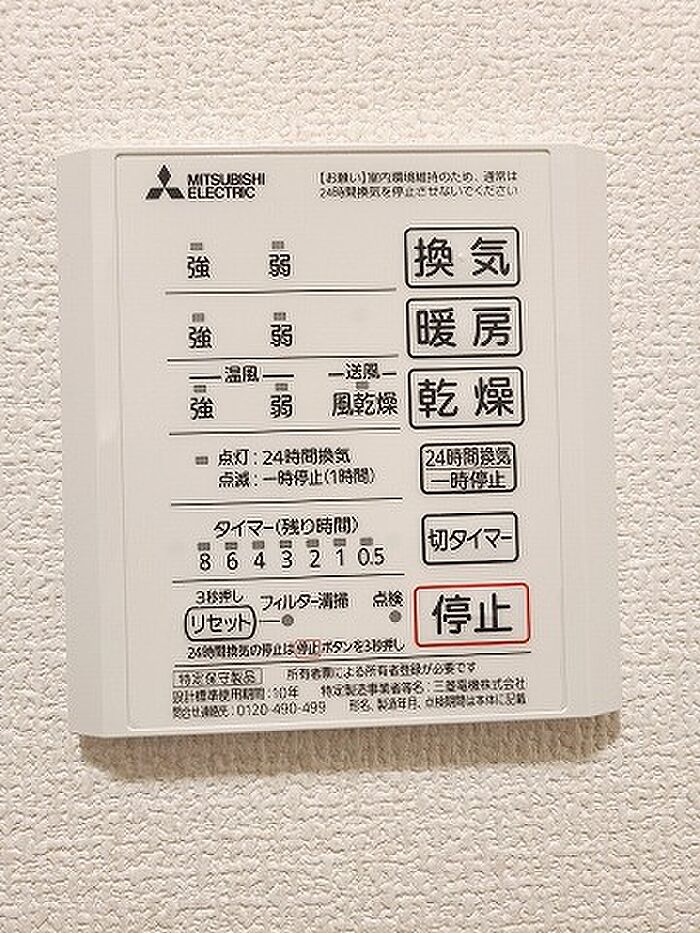 MITSUBISHI
ELECTRIC
【お願い】室内環境維持のため、通常は
24時間換気を停止させないでください
強 弱 換気
強 弱 暖房
温風 送風
強 弱 風乾燥 乾燥
点灯:24時間換気
点滅:一時停止(1時間)
24時間換気
一時停止
タイマー(残り時間)
8 6 4 3 2 1 0.5
切タイマー
3秒押し
リセット フィルター清掃 点検
停止
24時間換気の停止は停止ボタンを3秒押し
特定保守製品 所有者票による所有者登録が必要です
設計標準使用期間:10年 特定製造事業者等名:三菱電機株式会社
問合せ連絡先:0120-490-499 形名、製造年月、点検期間は本体に記載